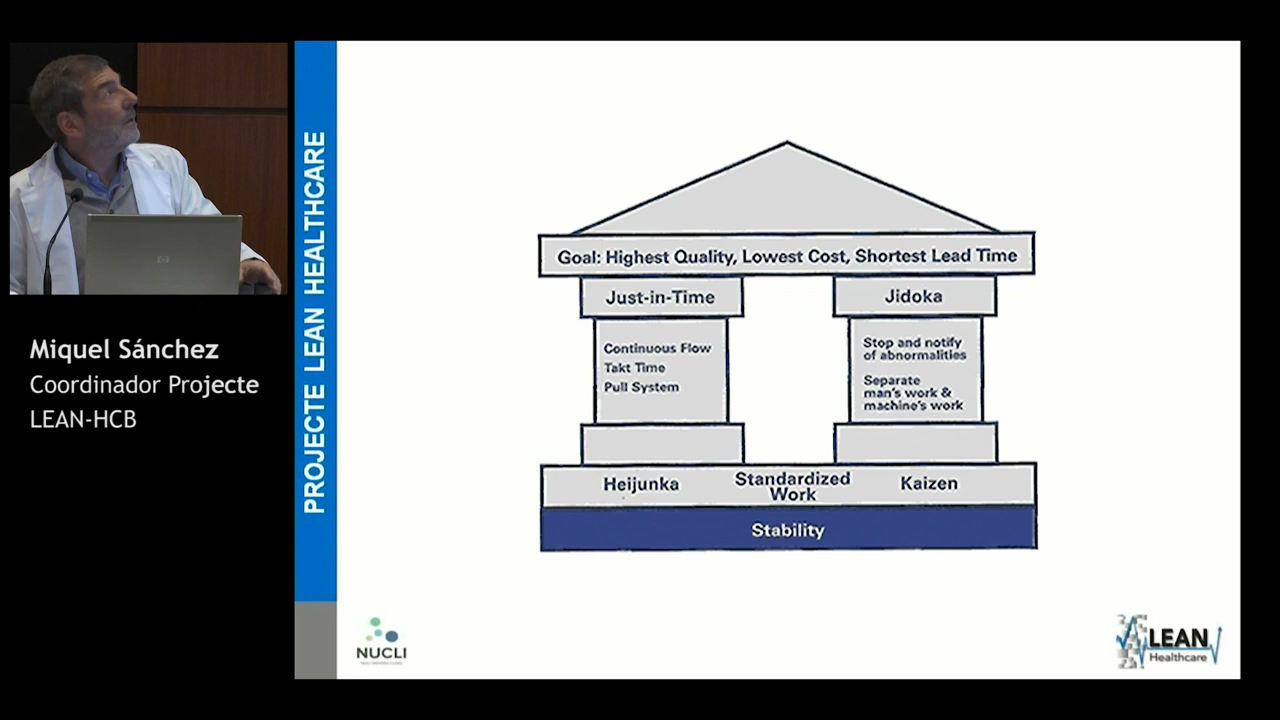 Miquel Sánchez
Coordinador Projecte
LEAN-HCB
PROJECTE LEAN HEALTHCARE
Goal: Highest Quality, Lowest Cost, Shortest Lead Time
Just-in-Time
Continuous Flow
Takt Time
Pull System
Jidoka
Stop and notify
of abnormalities
Separate
man's work &
machine's work
Heijunka
Standardized
Work
Kaizen
Stability
NUCLI
LEAN
Healthcare
hp